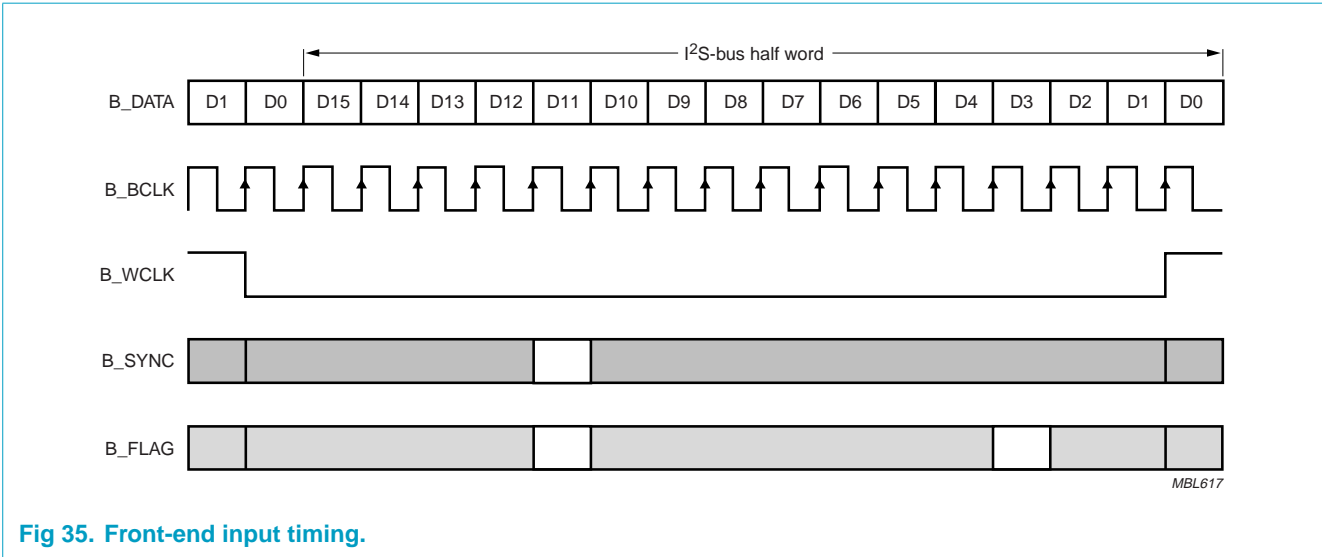 I2S-bus half word
B_DATA D1 D0 D15 D14 D13 D12 D11 D10 D9 D8 D7 D6 D5 D4 D3 D2 D1 D0
B_BCLK
B_WCLK
B_SYNC
B_FLAG
MBL617
Fig 35. Front-end input timing.